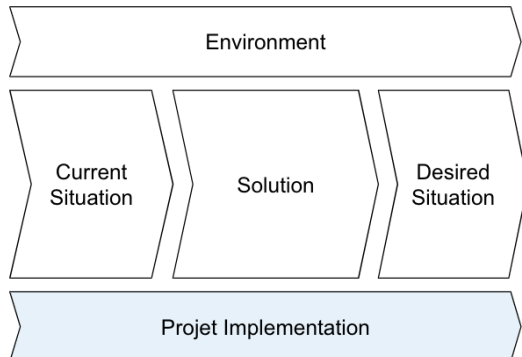 Environment
Current
Situation
Solution
Desired
Situation
Projet Implementation